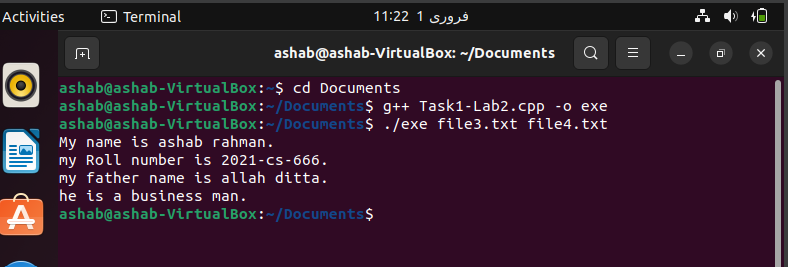 Activities
Terminal
11:22 1 فروری
ashab@ashab-VirtualBox: ~/Documents
ashab@ashab-VirtualBox:~$ cd Documents
ashab@ashab-VirtualBox:~/Documents$ g++ Task1-Lab2.cpp -o exe
ashab@ashab-VirtualBox:~/Documents$ ./exe file3.txt file4.txt
My name is ashab rahman.
my Roll number is 2021-cs-666.
my father name is allah ditta.
he is a business man.
ashab@ashab-VirtualBox:~/Documents$